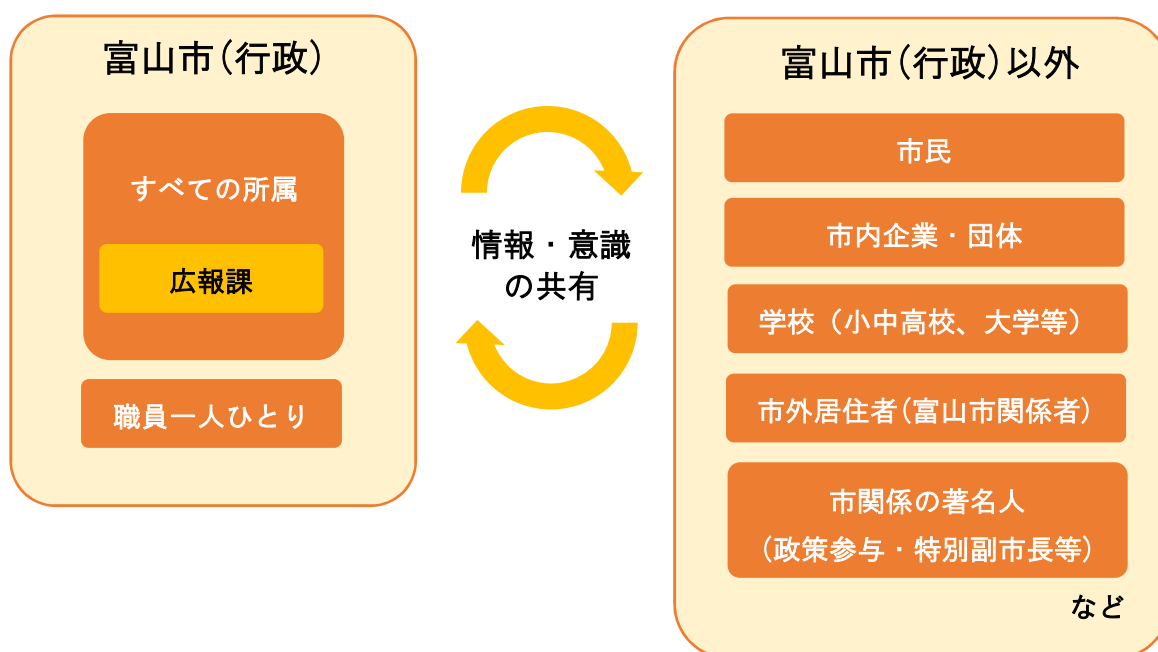 富山市(行政)
すべての所属
広報課
職員一人ひとり
情報・意識
の共有
富山市(行政)以外
市民
市内企業・団体
学校（小中高校、大学等）
市外居住者(富山市関係者)
市関係の著名人
(政策参与・特別副市長等)
など